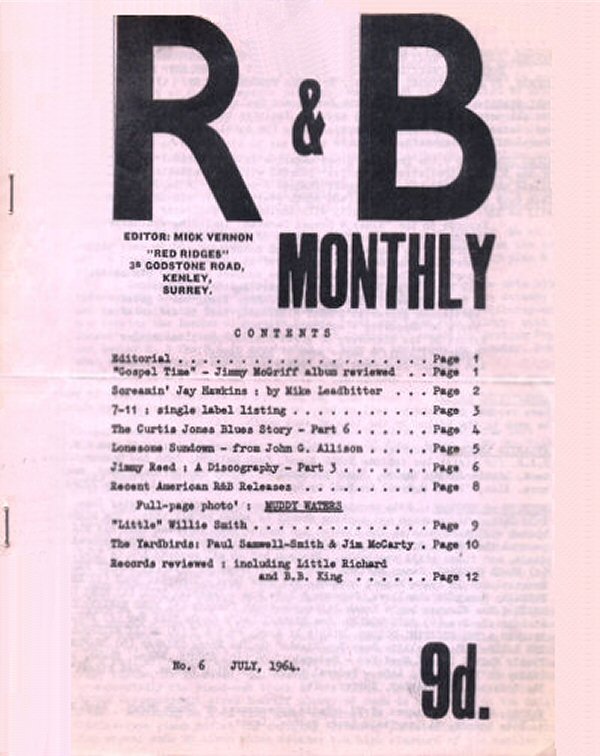 R & B
MONTHLY
EDITOR: MICK VERNON
"RED RIDGES"
38 GODSTONE ROAD,
KENLEY,
SURREY.
CONTENTS
Editorial . . . . . . . . . . . . . . . . . . . . . Page 1
"Gospel Time" - Jimmy McGriff album reviewed . . Page 1
Screamin' Jay Hawkins : by Mike Leadbitter . . . Page 2
7-11 : single label listing . . . . . . . . . . . Page 3
The Curtis Jones Blues Story - Part 6 . . . . . . Page 4
Lonesome Sundown - from John G. Allison . . . . . Page 5
Jimmy Reed : A Discography - Part 3 . . . . . . . Page 6
Recent American R&B Releases . . . . . . . . . . Page 8
Full-page photo' : MUDDY WATERS
"Little" Willie Smith . . . . . . . . . . . . . . Page 9
The Yardbirds: Paul Samwell-Smith & Jim McCarty . Page 10
Records reviewed : including Little Richard
and B.B. King . . . . . . Page 12
No. 6 JULY, 1964.
9d.